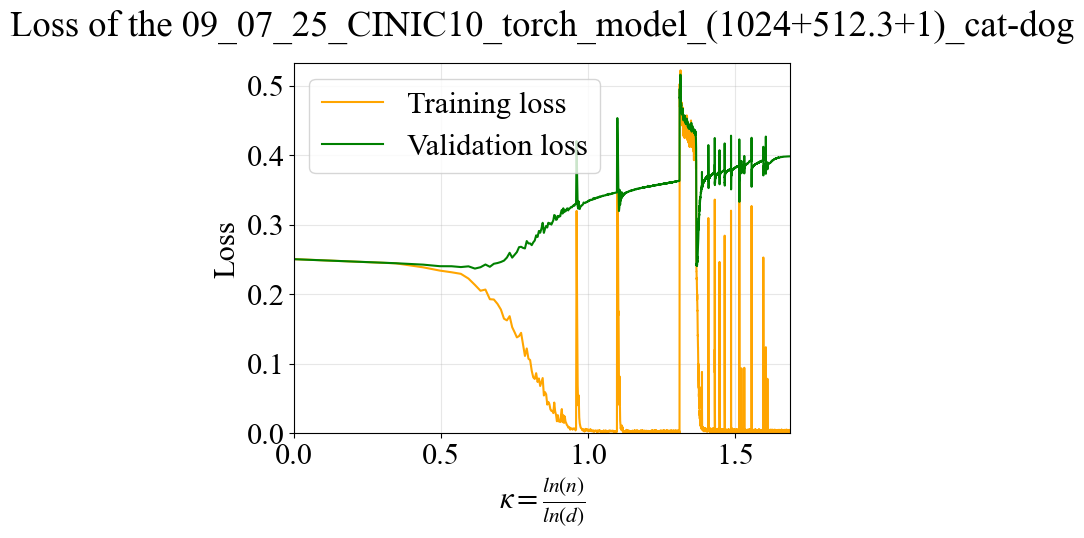 Loss of the 09_07_25_CINIC10_torch_model_(1024+512.3+1)_cat-dog
0.5
0.4
0.3
0.2
0.1
0.0
Loss
Training loss
Validation loss
0.0 0.5 1.0 1.5
κ = ln(n)/ln(d)